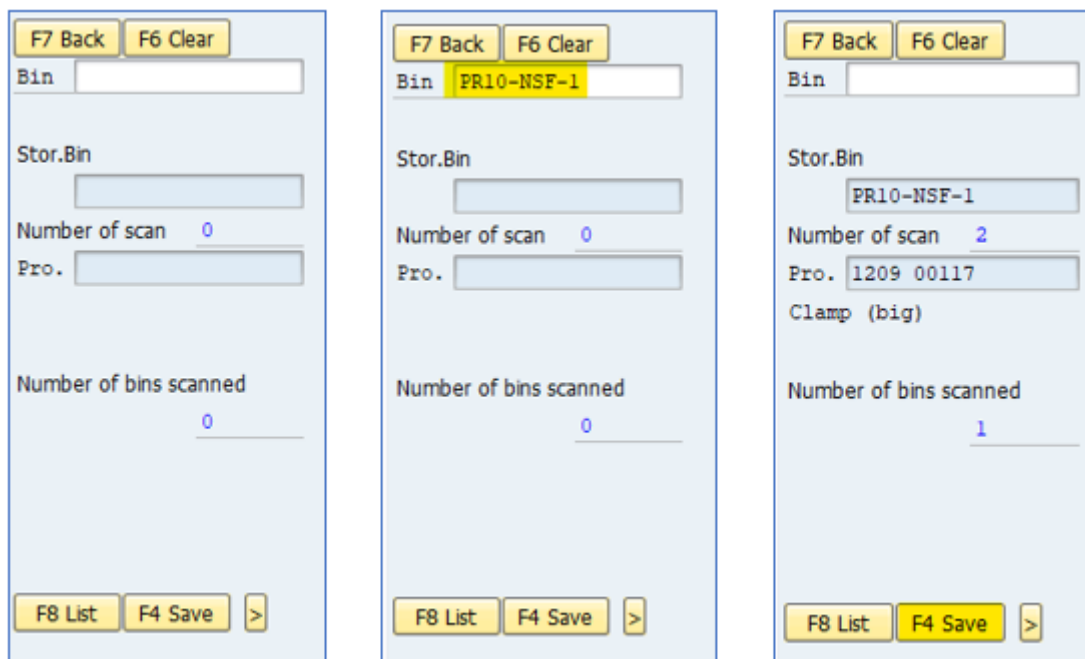 F7 Back F6 Clear
Bin
Stor.Bin
Number of scan 0
Pro.
Number of bins scanned
0
F8 List F4 Save >
F7 Back F6 Clear
Bin PR10-NSF-1
Stor.Bin
Number of scan 0
Pro.
Number of bins scanned
0
F8 List F4 Save >
F7 Back F6 Clear
Bin
Stor.Bin
PR10-NSF-1
Number of scan 2
Pro. 1209 00117
Clamp (big)
Number of bins scanned
1
F8 List F4 Save >